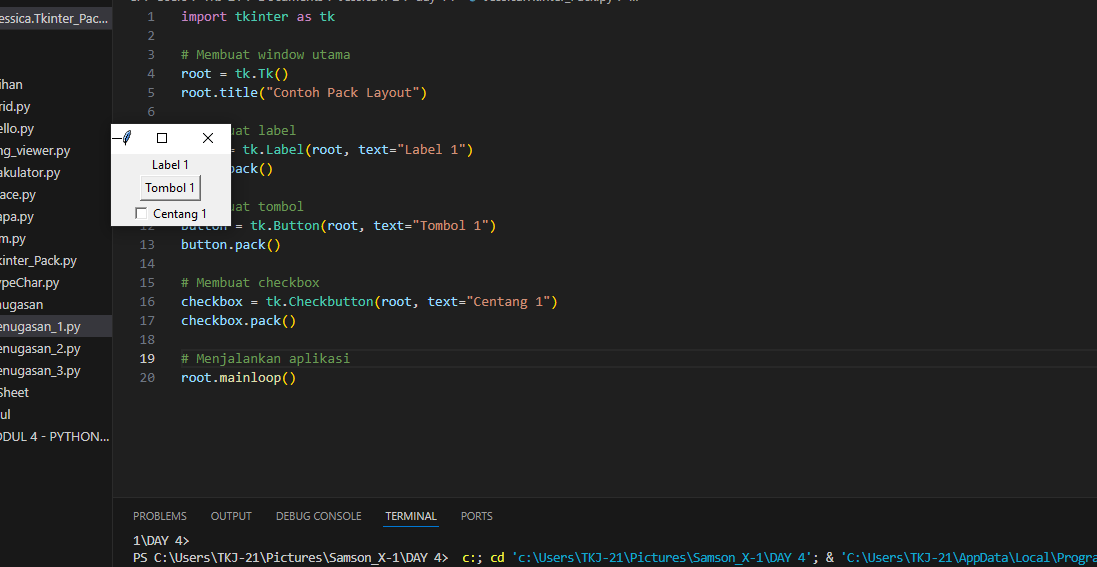 essica.Tkinter_Pac...
ihan
rid.py
ello.py
ng_viewer.py
akulator.py
ace.py
apa.py
m.py
kinter_Pack.py
ypeChar.py
nugasan
enugasan_1.py
enugasan_2.py
enugasan_3.py
Sheet
ul
ODUL 4 - PYTHON...
1 import tkinter as tk
2
3 # Membuat window utama
4 root = tk.Tk()
5 root.title("Contoh Pack Layout")
6
uat label
= tk.Label(root, text="Label 1")
pack()
uat tombol
12 button = tk.Button(root, text="Tombol 1")
13 button.pack()
14
15 # Membuat checkbox
16 checkbox = tk.Checkbutton(root, text="Centang 1")
17 checkbox.pack()
18
19 # Menjalankan aplikasi
20 root.mainloop()
Label 1
Tombol 1
Centang 1
PROBLEMS OUTPUT DEBUG CONSOLE TERMINAL PORTS
1\DAY 4>
PS C:\Users\TKJ-21\Pictures\Samson_X-1\DAY 4> c:; cd 'c:\Users\TKJ-21\Pictures\Samson_X-1\DAY 4'; & 'C:\Users\TKJ-21\AppData\Local\Progra